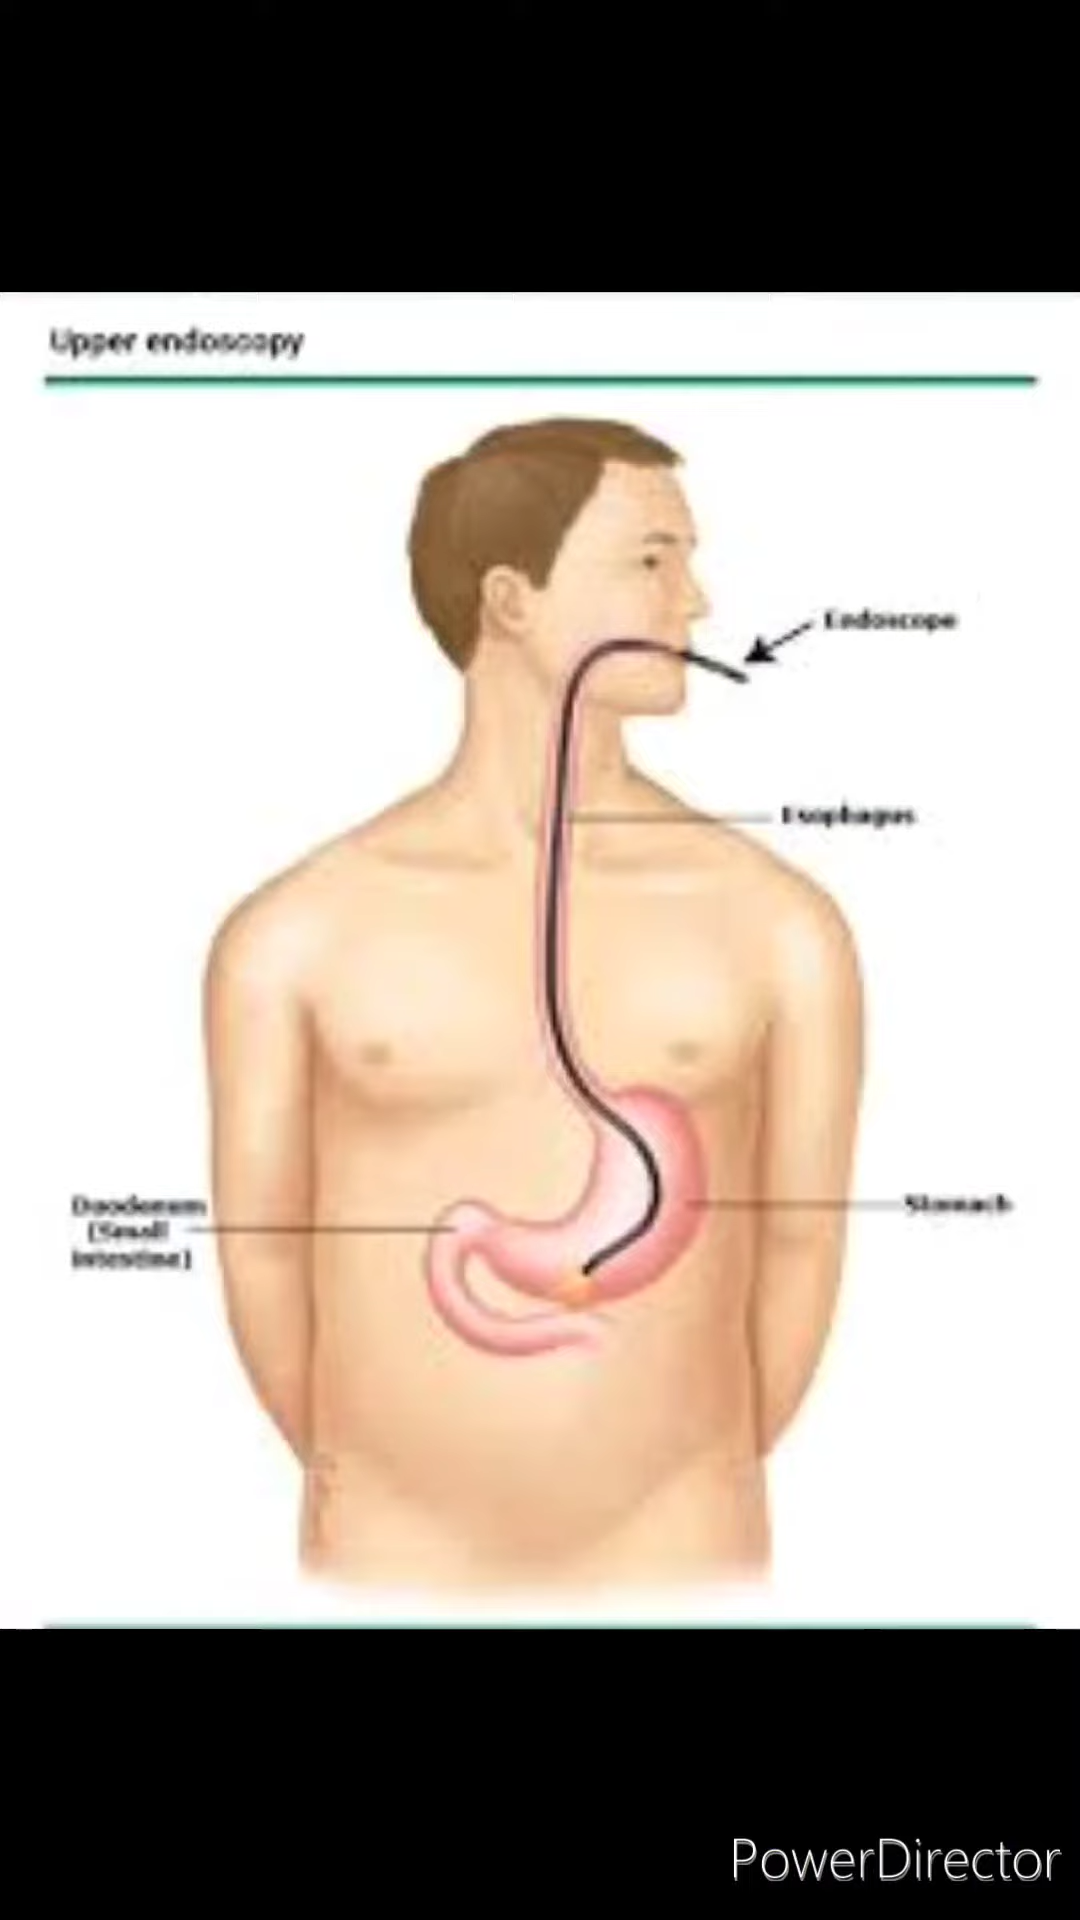 Upper endoscopy
Endoscope
Esophagus
Duodenum
(Small
intestine)
Stomach
PowerDirector